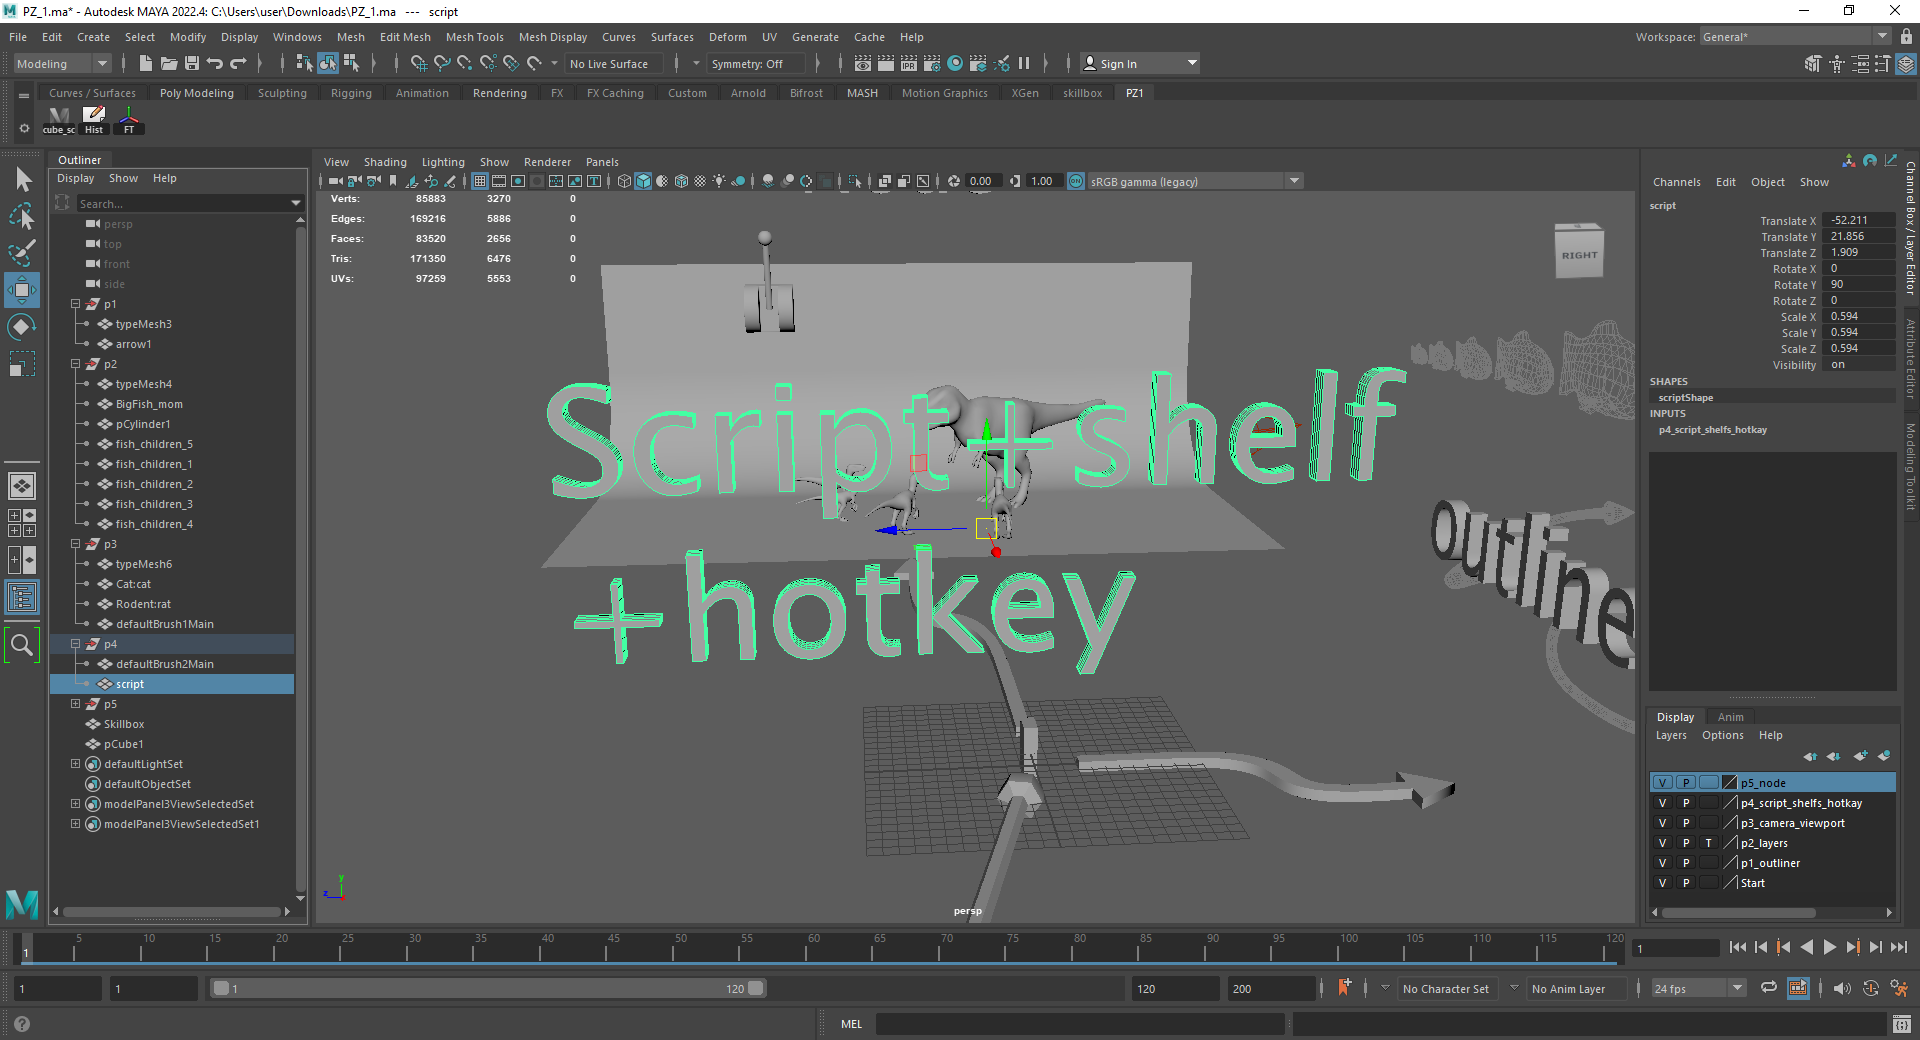 PZ_1.ma* - Autodesk MAYA 2022.4: C:\Users\user\Downloads\PZ_1.ma --- script
File Edit Create Select Modify Display Windows Mesh Edit Mesh Mesh Tools Mesh Display Curves Surfaces Deform UV Generate Cache Help
Workspace: General*
Modeling No Live Surface Symmetry: Off Sign In
Curves / Surfaces Poly Modeling Sculpting Rigging Animation Rendering FX FX Caching Custom Arnold Bifrost MASH Motion Graphics XGen skillbox PZ1
cube_sc Hist FT
Outliner
Display Show Help
Search...
persp
top
front
side
p1
typeMesh3
arrow1
p2
typeMesh4
BigFish_mom
pCylinder1
fish_children_5
fish_children_1
fish_children_2
fish_children_3
fish_children_4
p3
typeMesh6
Cat:cat
Rodent:rat
defaultBrush1Main
p4
defaultBrush2Main
script
p5
Skillbox
pCube1
defaultLightSet
defaultObjectSet
modelPanel3ViewSelectedSet
modelPanel3ViewSelectedSet1
View Shading Lighting Show Renderer Panels
0.00 1.00 ON sRGB gamma (legacy)
Verts: 85883 3270 0
Edges: 169216 5886 0
Faces: 83520 2656 0
Tris: 171350 6476 0
UVs: 97259 5553 0
RIGHT
Script+shelf
+hotkey
outline
y
z
persp
Channels Edit Object Show
script
Translate X -52.211
Translate Y 21.856
Translate Z 1.909
Rotate X 0
Rotate Y 90
Rotate Z 0
Scale X 0.594
Scale Y 0.594
Scale Z 0.594
Visibility on
SHAPES
scriptShape
INPUTS
p4_script_shelfs_hotkay
Channel Box / Layer Editor
Attribute Editor
Modeling Toolkit
Display Anim
Layers Options Help
V P p5_node
V P p4_script_shelfs_hotkay
V P p3_camera_viewport
V P T p2_layers
V P p1_outliner
V P Start
1 5 10 15 20 25 30 35 40 45 50 55 60 65 70 75 80 85 90 95 100 105 110 115 120 1
1 1 1 120 120 200 No Character Set No Anim Layer 24 fps
MEL